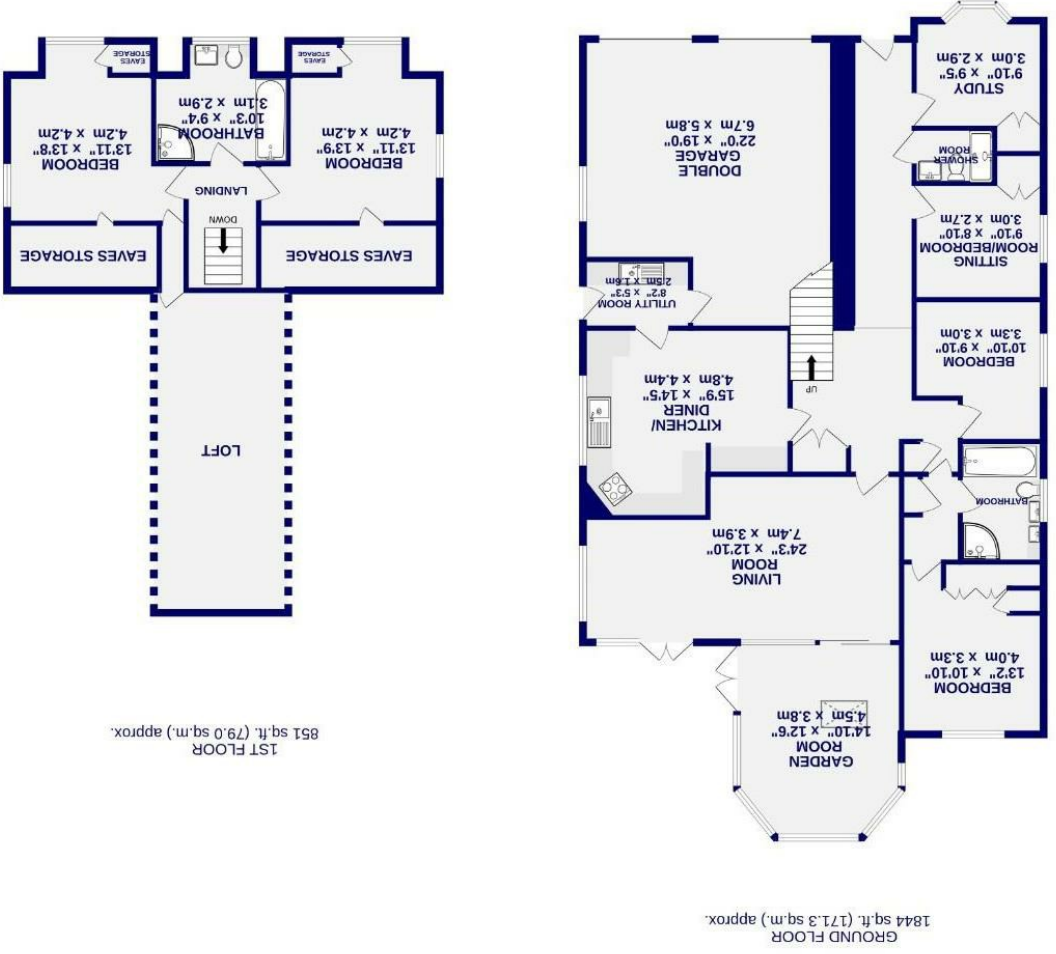 GROUND FLOOR
1844 sq.ft. (171.3 sq.m.) approx.
GARDEN
ROOM
14'10" x 12'6"
4.5m x 3.8m
BEDROOM
13'2" x 10'10"
4.0m x 3.3m
LIVING
ROOM
24'3" x 12'10"
7.4m x 3.9m
BATHROOM
KITCHEN/
DINER
15'9" x 14'5"
4.8m x 4.4m
UP
BEDROOM
10'10" x 9'10"
3.3m x 3.0m
UTILITY ROOM
8'2" x 5'3"
2.5m x 1.6m
SITTING
ROOM/BEDROOM
9'10" x 8'10"
3.0m x 2.7m
SHOWER
ROOM
DOUBLE
GARAGE
22'0" x 19'0"
6.7m x 5.8m
STUDY
9'10" x 9'5"
3.0m x 2.9m
1ST FLOOR
851 sq.ft. (79.0 sq.m.) approx.
LOFT
EAVES STORAGE
EAVES STORAGE
DOWN
LANDING
BEDROOM
13'11" x 13'9"
4.2m x 4.2m
BATHROOM
10'3" x 9'4"
3.1m x 2.9m
BEDROOM
13'11" x 13'8"
4.2m x 4.2m
EAVES
STORAGE
EAVES
STORAGE